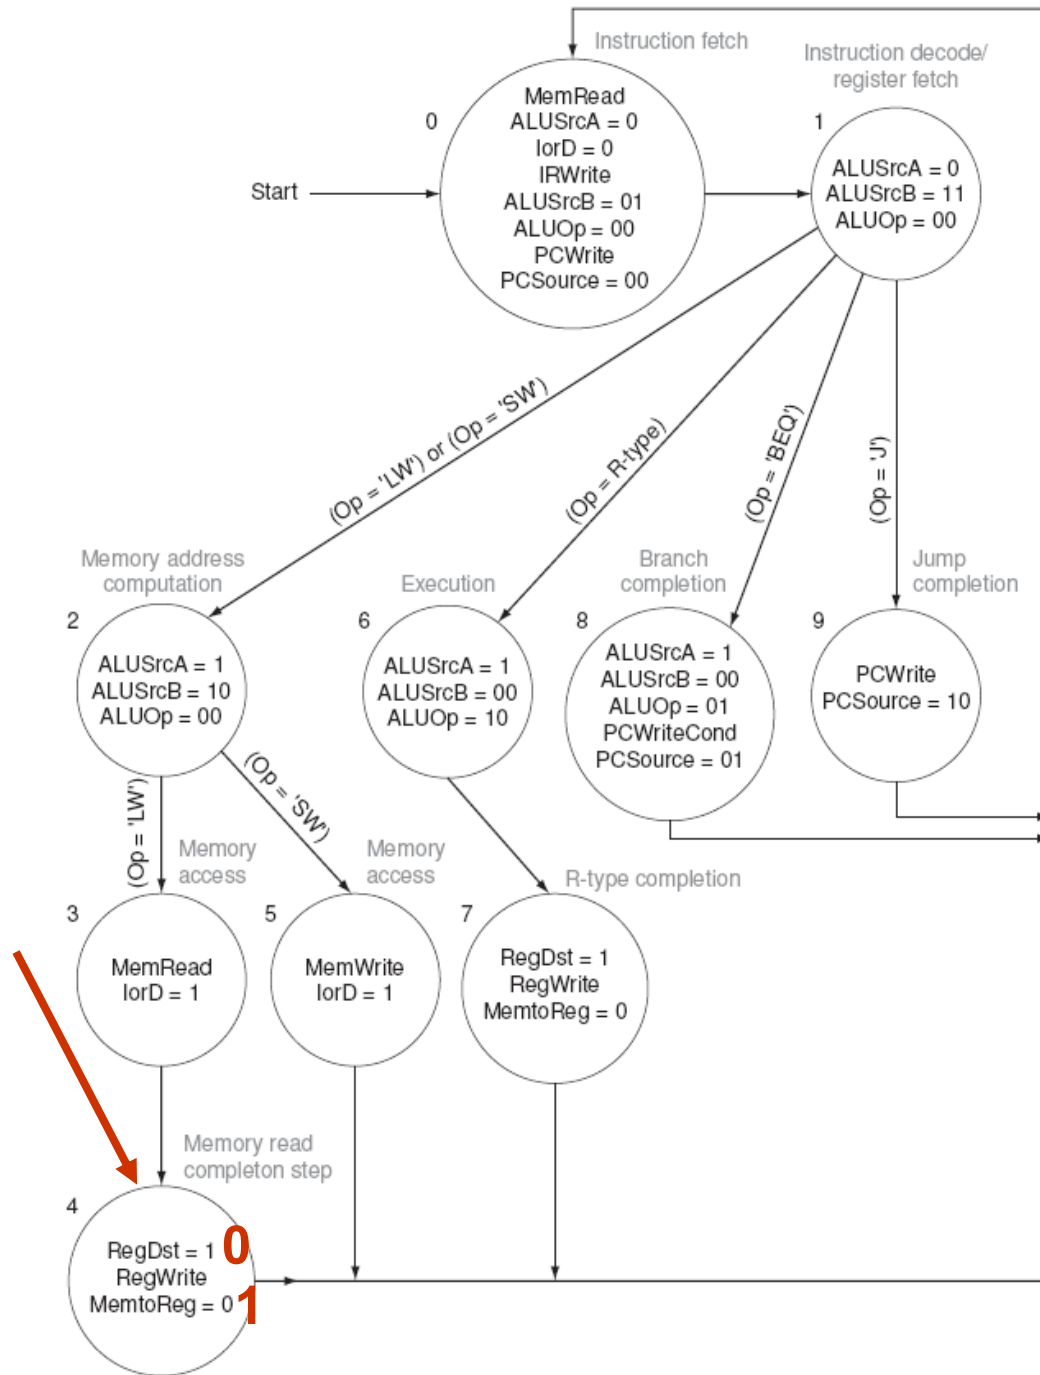 Instruction fetch
Instruction decode/
register fetch
0
MemRead
ALUSrcA = 0
IorD = 0
IRWrite
ALUSrcB = 01
ALUOp = 00
PCWrite
PCSource = 00
1
ALUSrcA = 0
ALUSrcB = 11
ALUOp = 00
Start
(Op = 'LW') or (Op = 'SW')
(Op = R-type)
(Op = 'BEQ')
(Op = 'J')
Memory address
computation
2
ALUSrcA = 1
ALUSrcB = 10
ALUOp = 00
Execution
6
ALUSrcA = 1
ALUSrcB = 00
ALUOp = 10
Branch
completion
8
ALUSrcA = 1
ALUSrcB = 00
ALUOp = 01
PCWriteCond
PCSource = 01
Jump
completion
9
PCWrite
PCSource = 10
(Op = 'LW')
(Op = 'SW')
Memory
access
3
MemRead
IorD = 1
Memory
access
5
MemWrite
IorD = 1
R-type completion
7
RegDst = 1
RegWrite
MemtoReg = 0
Memory read
completon step
4
RegDst = 1 0
RegWrite
MemtoReg = 0 1